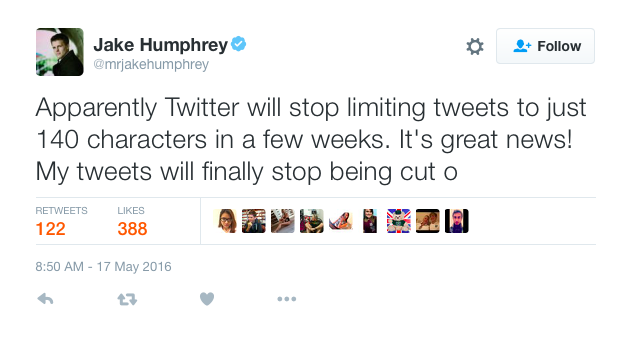 Jake Humphrey
Follow
@mrjakehumphrey
Apparently Twitter will stop limiting tweets to just
140 characters in a few weeks. It's great news!
My tweets will finally stop being cut o
RETWEETS LIKES
122 388
8:50 AM - 17 May 2016